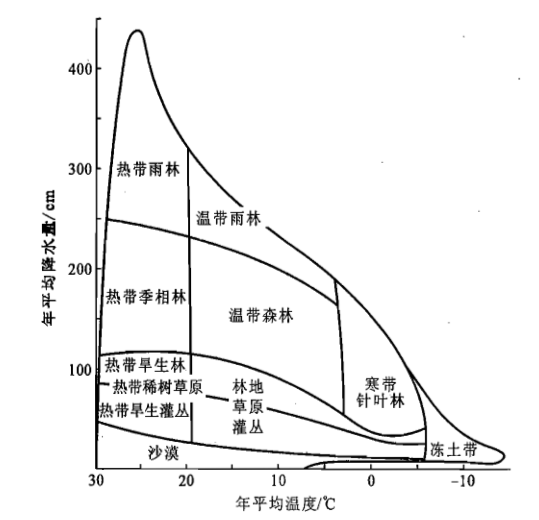 400
300
200
100
年平均降水量/cm
热带雨林
温带雨林
热带季相林
温带森林
热带旱生林
热带稀树草原
热带旱生灌丛
林地
草原
灌丛
寒带
针叶林
冻土带
沙漠
30
20
10
0
-10
年平均温度/℃